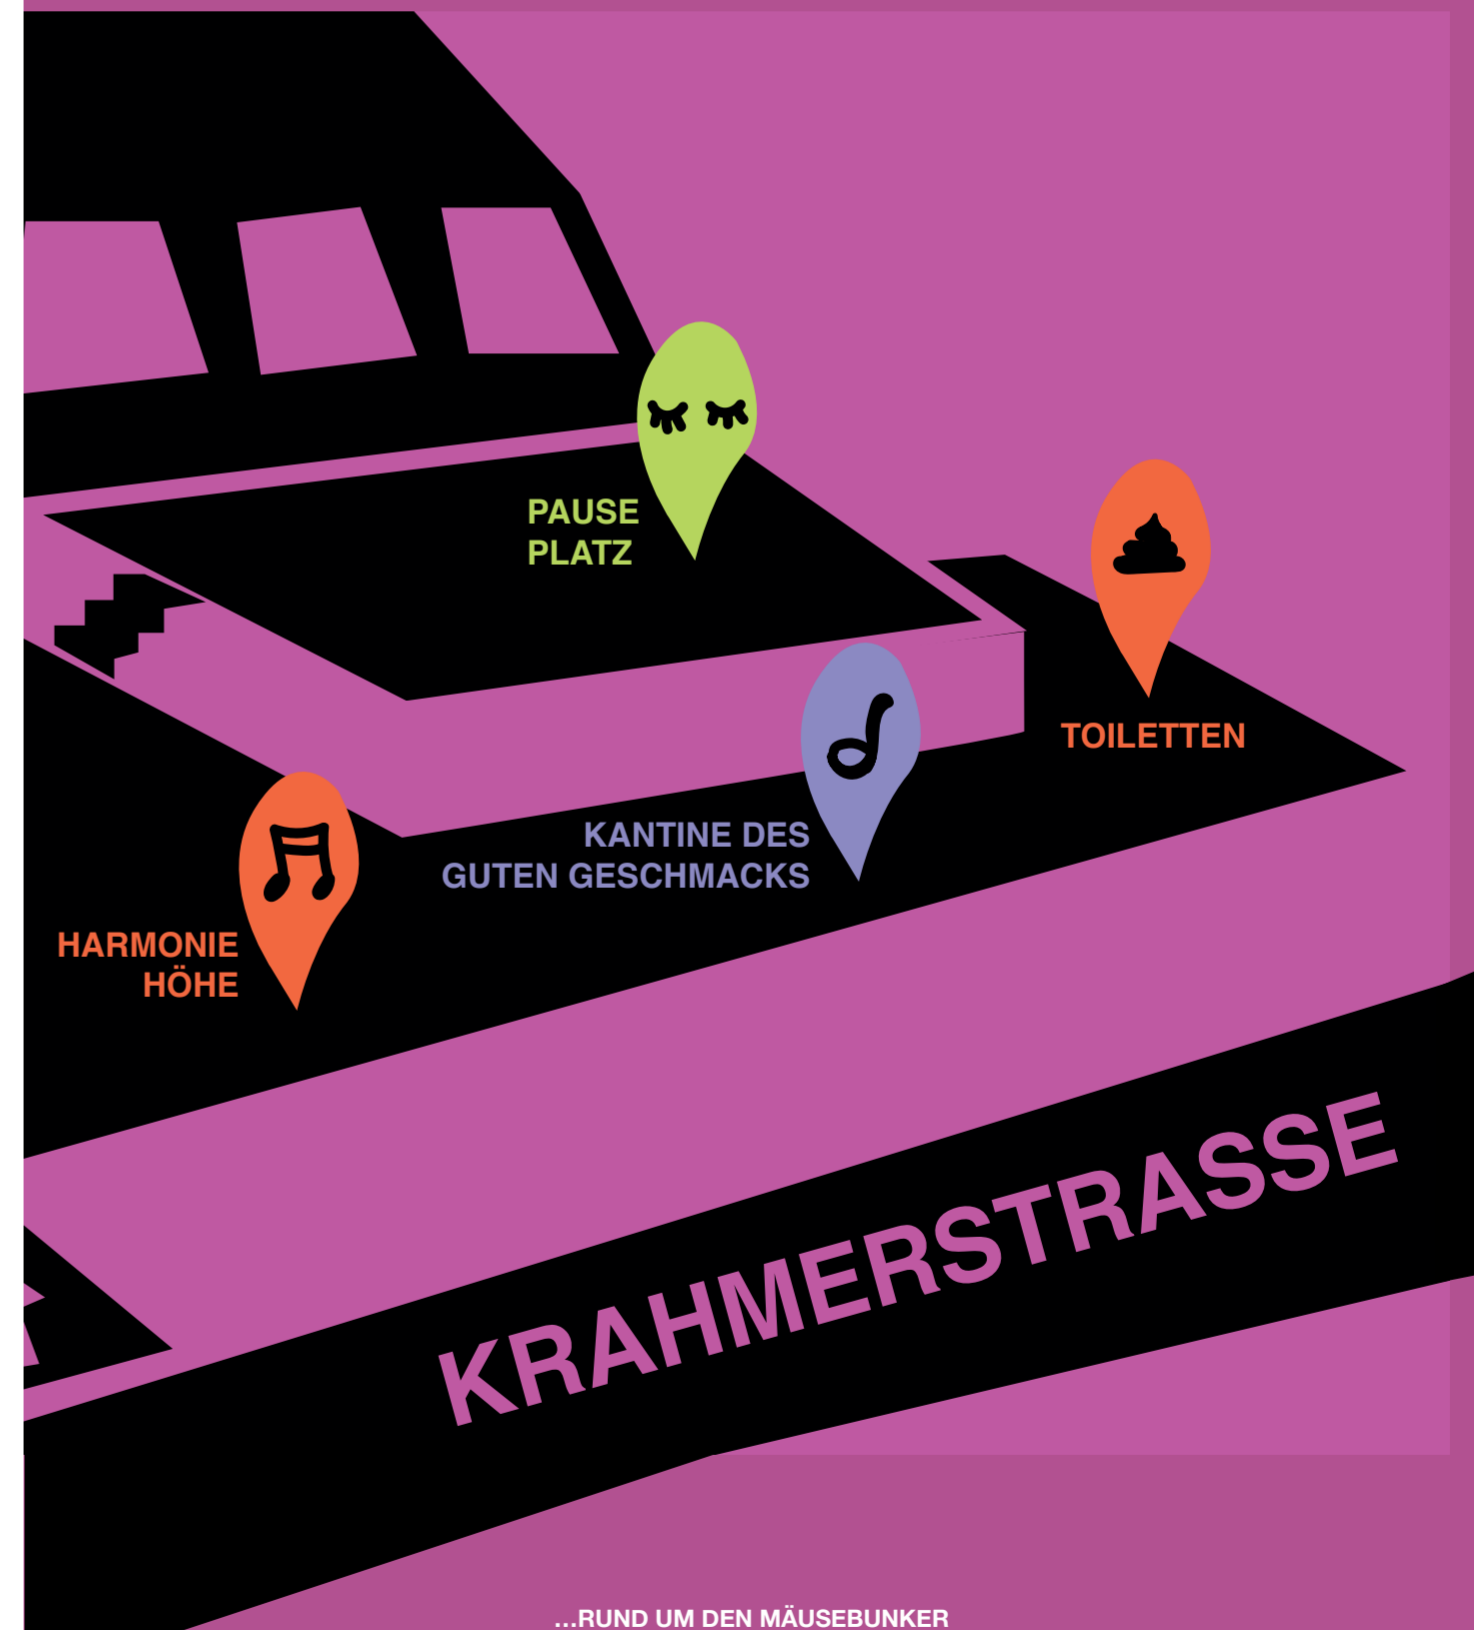 PAUSE
PLATZ
TOILETTEN
KANTINE DES
GUTEN GESCHMACKS
HARMONIE
HÖHE
KRAHMERSTRASSE
...RUND UM DEN MÄUSEBUNKER